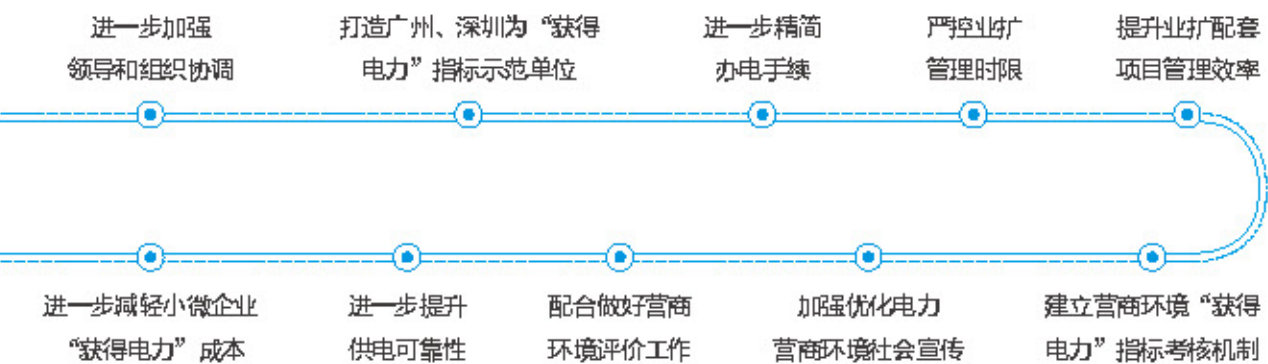 进一步加强
领导和组织协调
打造广州、深圳为“获得
电力”指标示范单位
进一步精简
办电手续
严控业扩
管理时限
提升业扩配套
项目管理效率
进一步减轻小微企业
“获得电力”成本
进一步提升
供电可靠性
配合做好营商
环境评价工作
加强优化电力
营商环境社会宣传
建立营商环境“获得
电力”指标考核机制